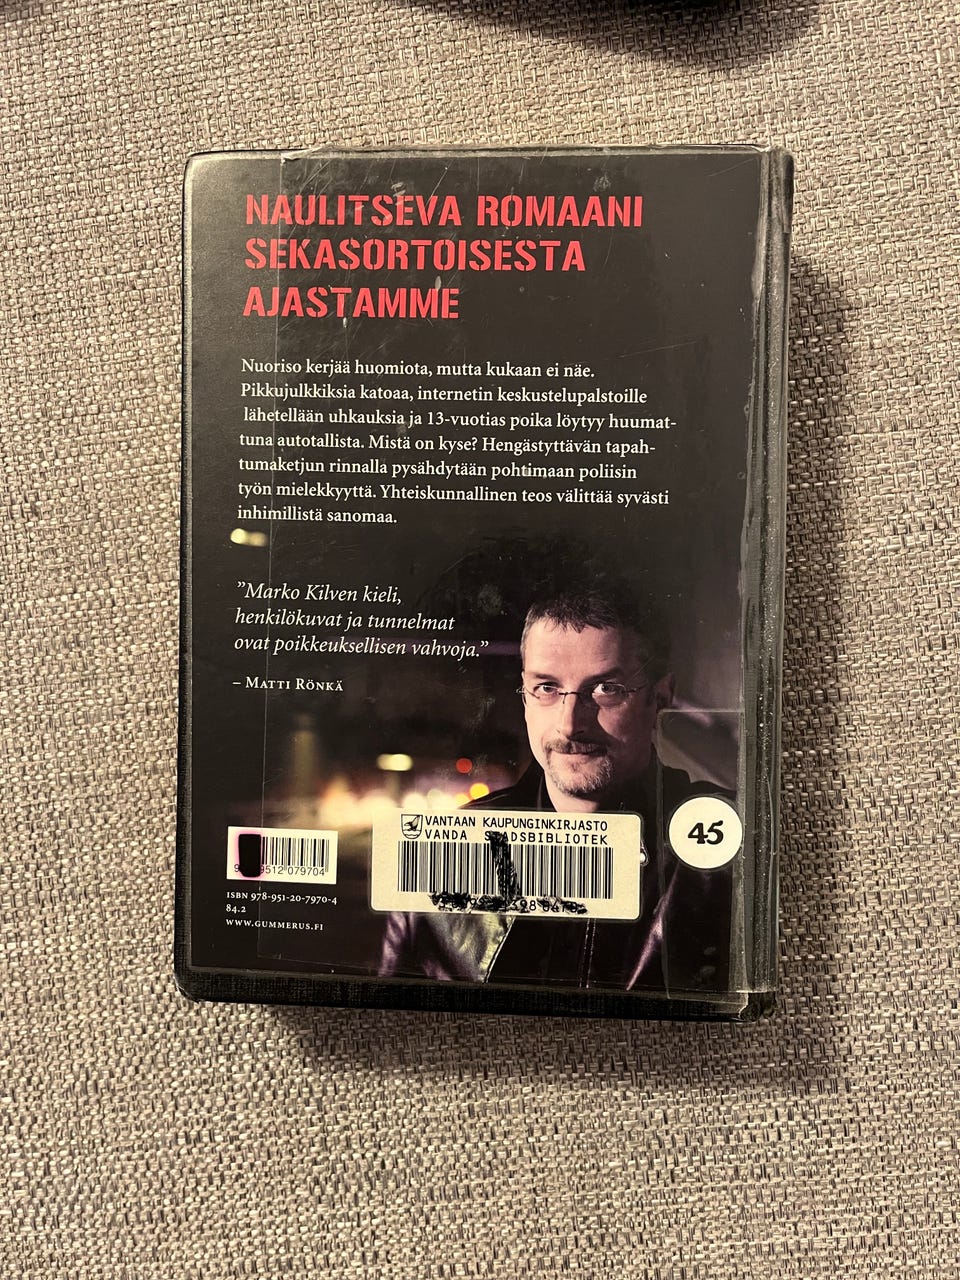 NAULITSEVA ROMAANI
SEKASORTOISESTA
AJASTAMME
Nuoriso kerjää huomiota, mutta kukaan ei näe.
Pikkujulkkiksia katoaa, internetin keskustelupalstoille
lähetellään uhkauksia ja 13-vuotias poika löytyy huumat-
tuna autotallista. Mistä on kyse? Hengästyttävän tapah-
tumaketjun rinnalla pysähdytään pohtimaan poliisin
työn mielekkyyttä. Yhteiskunnallinen teos välittää syvästi
inhimillistä sanomaa.
”Marko Kilven kieli,
henkilökuvat ja tunnelmat
ovat poikkeuksellisen vahvoja.”
– MATTI RÖNKÄ
VANTAAN KAUPUNGINKIRJASTO
VANDA STADSBIBLIOTEK
45
9512 079704
ISBN 978-951-20-7970-4
84.2
WWW.GUMMERUS.FI